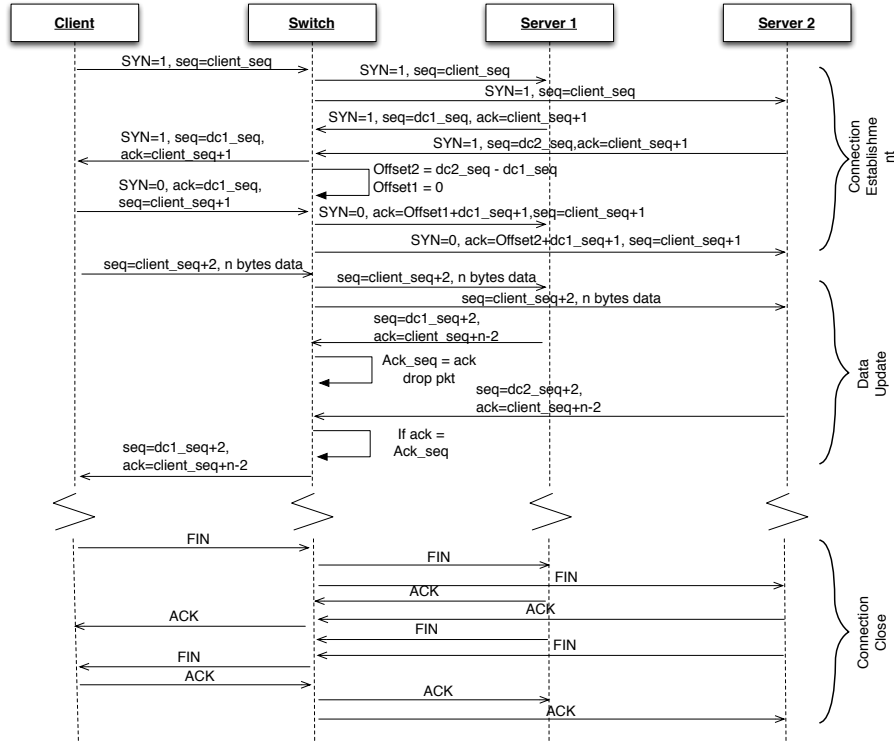 Client
Switch
Server 1
Server 2
SYN=1, seq=client_seq
SYN=1, seq=client_seq
SYN=1, seq=client_seq
SYN=1, seq=dc1_seq, ack=client_seq+1
SYN=1, seq=dc2_seq,ack=client_seq+1
SYN=1, seq=dc1_seq,
ack=client_seq+1
Offset2 = dc2_seq - dc1_seq
Offset1 = 0
SYN=0, ack=dc1_seq,
seq=client_seq+1
SYN=0, ack=Offset1+dc1_seq+1,seq=client_seq+1
SYN=0, ack=Offset2+dc1_seq+1, seq=client_seq+1
Connection
Establishme
nt
seq=client_seq+2, n bytes data
seq=client_seq+2, n bytes data
seq=client_seq+2, n bytes data
seq=dc1_seq+2,
ack=client_seq+n-2
Ack_seq = ack
drop pkt
seq=dc2_seq+2,
ack=client_seq+n-2
If ack =
Ack_seq
seq=dc1_seq+2,
ack=client_seq+n-2
Data
Update
FIN
FIN
FIN
ACK
ACK
ACK
FIN
FIN
FIN
ACK
ACK
ACK
Connection
Close